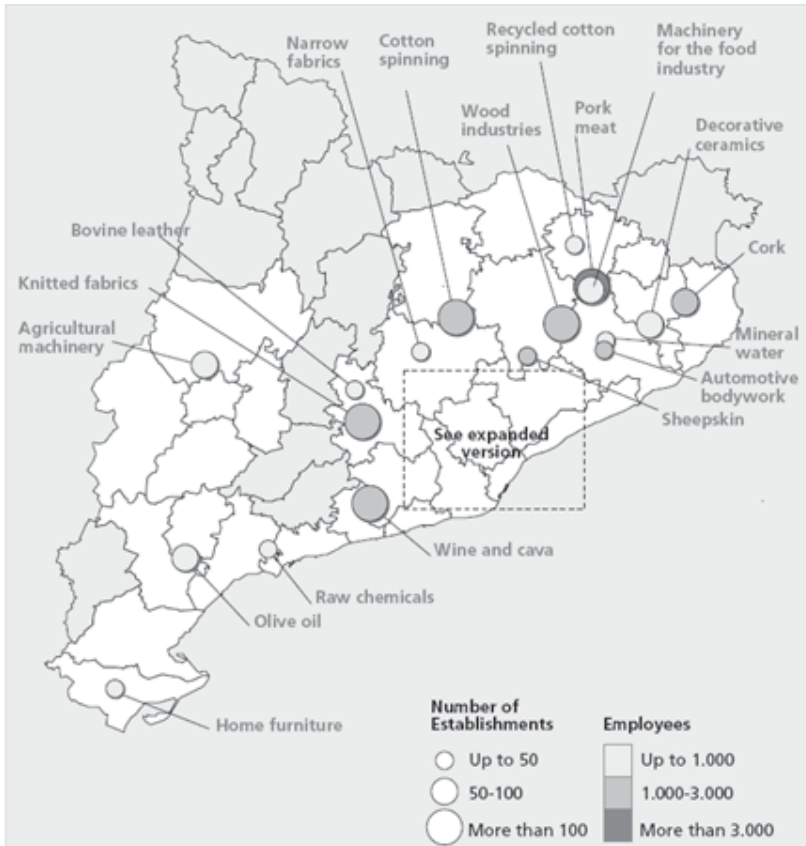 Narrow
fabrics
Cotton
spinning
Recycled cotton
spinning
Machinery
for the food
industry
Wood
industries
Pork
meat
Decorative
ceramics
Bovine leather
Cork
Knitted fabrics
Agricultural
machinery
Mineral
water
Automotive
bodywork
Sheepskin
See expanded
version
Wine and cava
Raw chemicals
Olive oil
Home furniture
Number of
Establishments
Up to 50
50-100
More than 100
Employees
Up to 1.000
1.000-3.000
More than 3.000